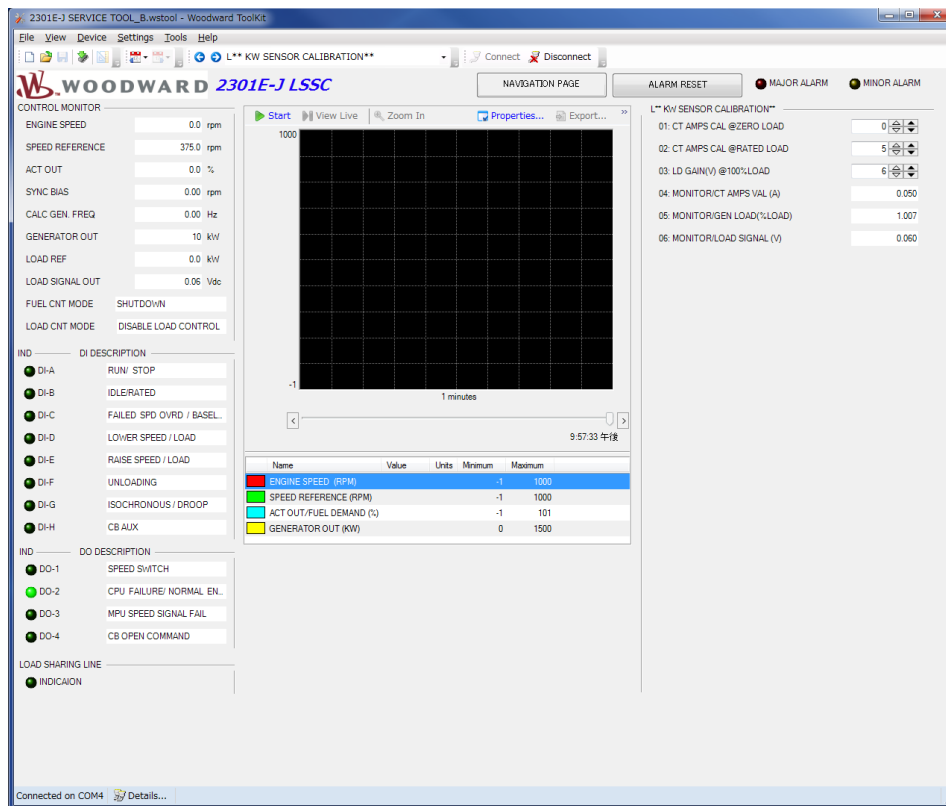 2301E-J SERVICE TOOL_B.wstool - Woodward ToolKit
File View Device Settings Tools Help
L** KW SENSOR CALIBRATION** Connect Disconnect
WOODWARD 2301E-J LSSC NAVIGATION PAGE ALARM RESET MAJOR ALARM MINOR ALARM
CONTROL MONITOR
ENGINE SPEED 0.0 rpm
SPEED REFERENCE 375.0 rpm
ACT OUT 0.0 %
SYNC BIAS 0.00 rpm
CALC GEN. FREQ 0.00 Hz
GENERATOR OUT 10 kW
LOAD REF 0.0 kW
LOAD SIGNAL OUT 0.06 Vdc
FUEL CNT MODE SHUTDOWN
LOAD CNT MODE DISABLE LOAD CONTROL
IND DI DESCRIPTION
DI-A RUN/ STOP
DI-B IDLE/RATED
DI-C FAILED SPD OVRD / BASEL..
DI-D LOWER SPEED / LOAD
DI-E RAISE SPEED / LOAD
DI-F UNLOADING
DI-G ISOCHRONOUS / DROOP
DI-H CB AUX
IND DO DESCRIPTION
DO-1 SPEED SWITCH
DO-2 CPU FAILURE/ NORMAL EN..
DO-3 MPU SPEED SIGNAL FAIL
DO-4 CB OPEN COMMAND
LOAD SHARING LINE
INDICAION
Start View Live Zoom In Properties... Export... »
1000
-1
1 minutes
9:57:33 午後
Name Value Units Minimum Maximum
ENGINE SPEED (RPM) -1 1000
SPEED REFERENCE (RPM) -1 1000
ACT OUT/FUEL DEMAND (%) -1 101
GENERATOR OUT (KW) 0 1500
L** KW SENSOR CALIBRATION**
01: CT AMPS CAL @ZERO LOAD 0
02: CT AMPS CAL @RATED LOAD 5
03: LD GAIN(V) @100%LOAD 6
04: MONITOR/CT AMPS VAL (A) 0.050
05: MONITOR/GEN LOAD(%LOAD) 1.007
06: MONITOR/LOAD SIGNAL (V) 0.060
Connected on COM4 Details...